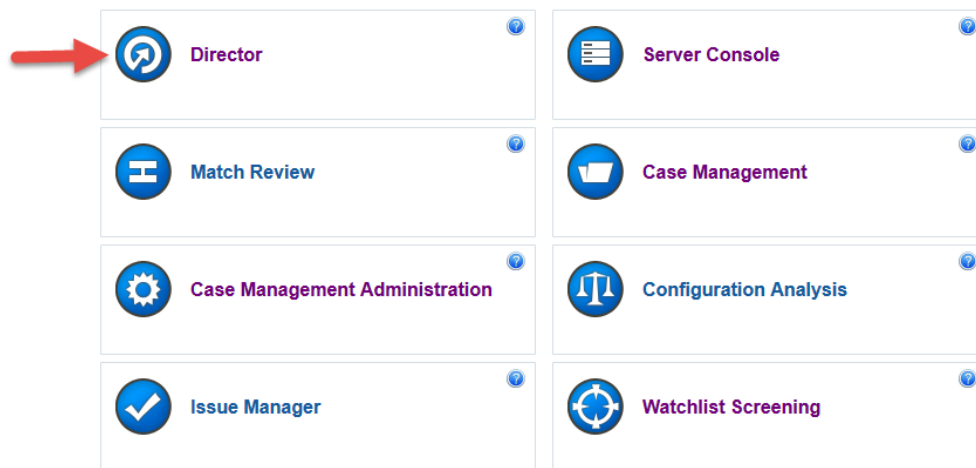 Director
Server Console
Match Review
Case Management
Case Management Administration
Configuration Analysis
Issue Manager
Watchlist Screening